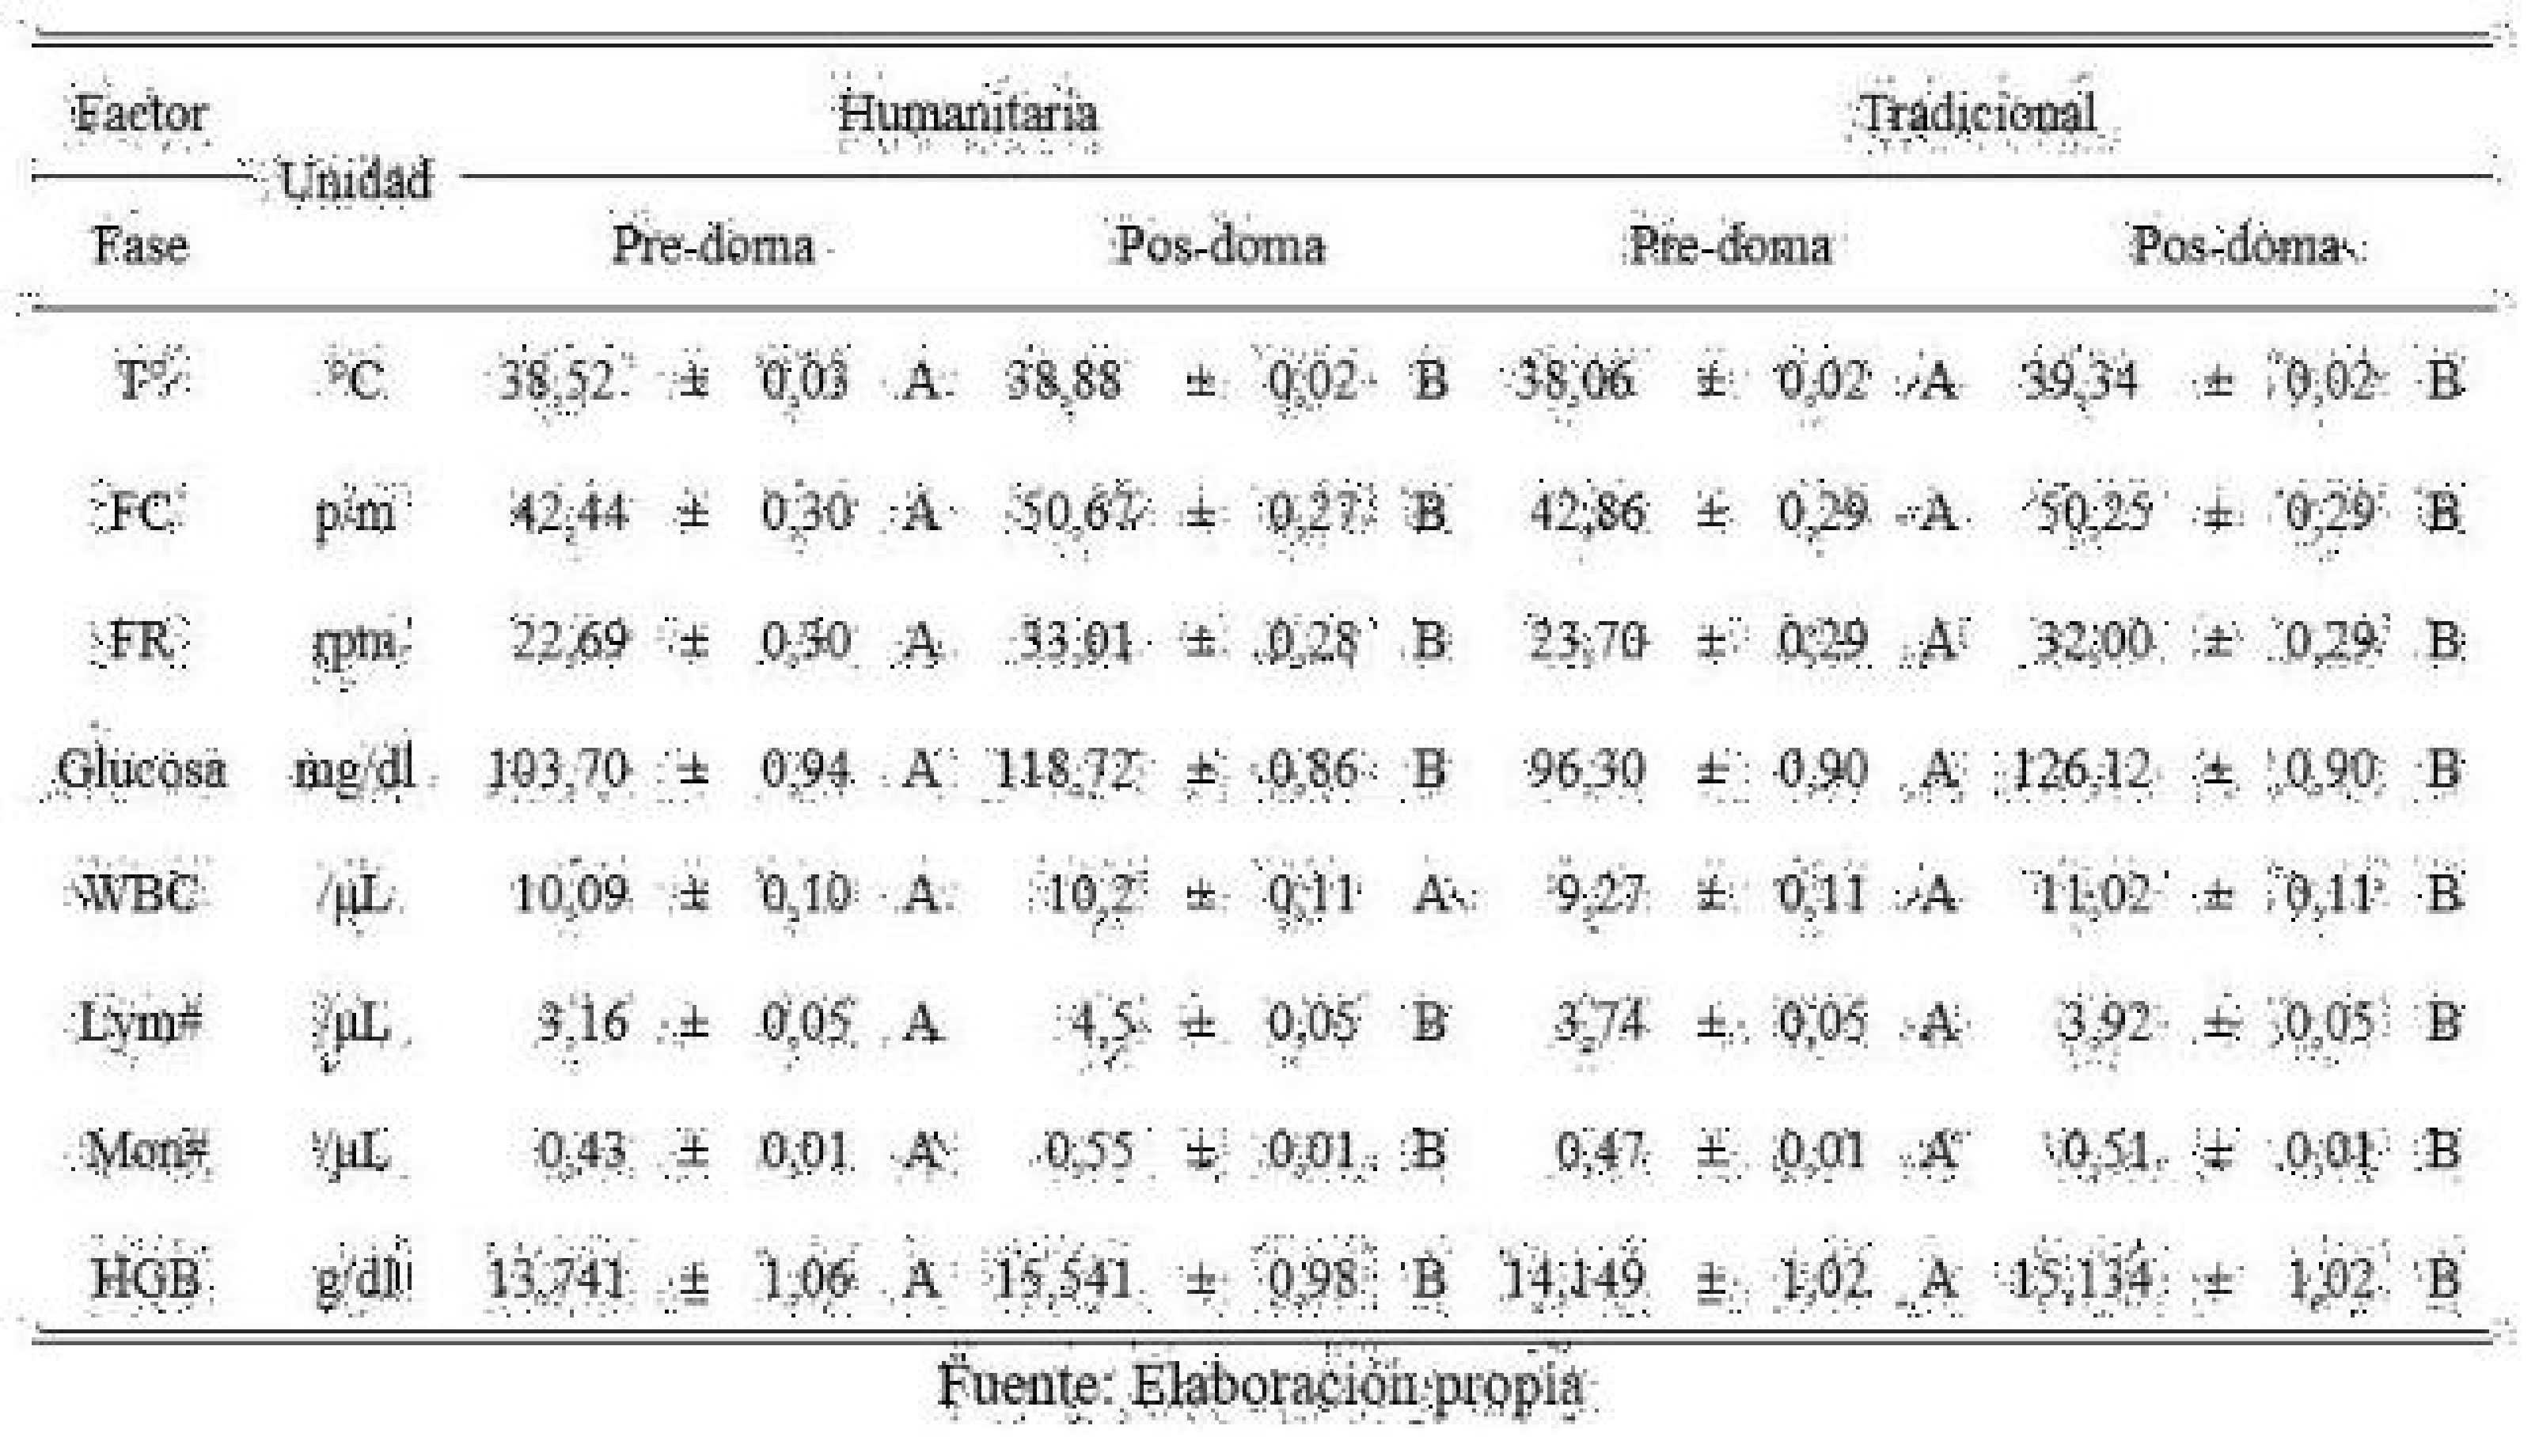 Factor Humanitaria Tradicional
Unidad
Fase Pre-doma Pos-doma Pre-doma Pos-doma
Tº ºC 38,52 ± 0,03 A 38,88 ± 0,02 B 38,06 ± 0,02 A 39,34 ± 0,02 B
FC p/m 42,44 ± 0,30 A 50,67 ± 0,27 B 42,86 ± 0,29 A 50,25 ± 0,29 B
FR rpm 22,69 ± 0,30 A 33,01 ± 0,28 B 23,70 ± 0,29 A 32,00 ± 0,29 B
Glucosa mg/dl 103,70 ± 0,94 A 118,72 ± 0,86 B 96,30 ± 0,90 A 126,12 ± 0,90 B
WBC /µL 10,09 ± 0,10 A 10,2 ± 0,11 A 9,27 ± 0,11 A 11,02 ± 0,11 B
Lym# /µL 3,16 ± 0,05 A 4,5 ± 0,05 B 3,74 ± 0,05 A 3,92 ± 0,05 B
Mon# /µL 0,43 ± 0,01 A 0,55 ± 0,01 B 0,47 ± 0,01 A 0,51 ± 0,01 B
HGB g/dl 13,741 ± 1,06 A 15,541 ± 0,98 B 14,149 ± 1,02 A 15,134 ± 1,02 B
Fuente: Elaboración propia